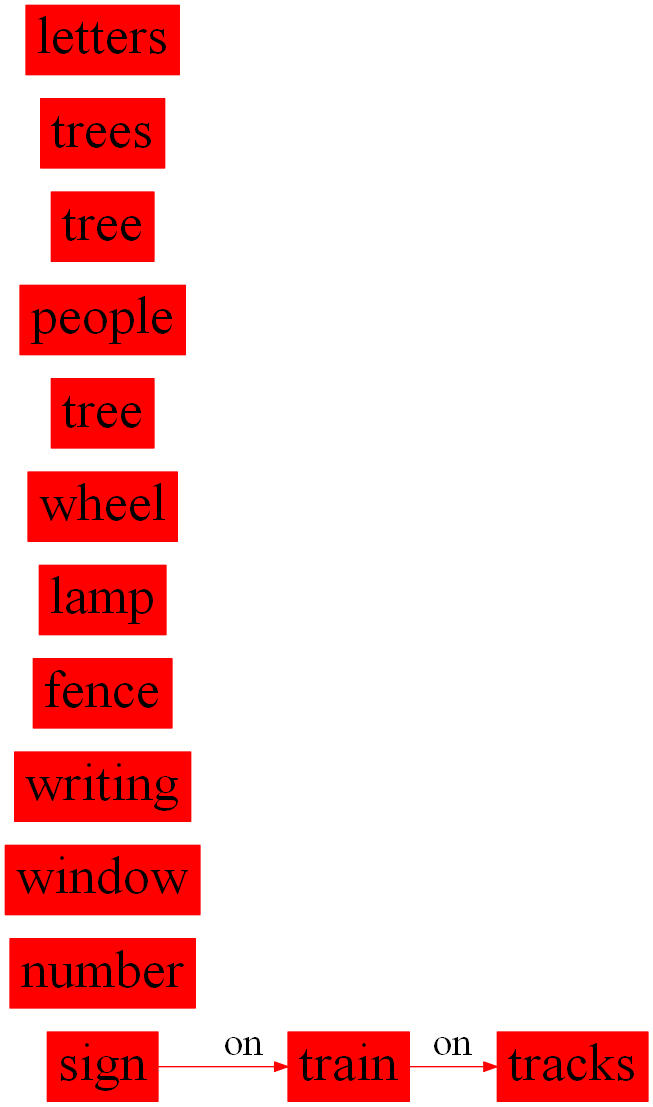 letters
trees
tree
people
tree
wheel
lamp
fence
writing
window
number
sign on train on tracks